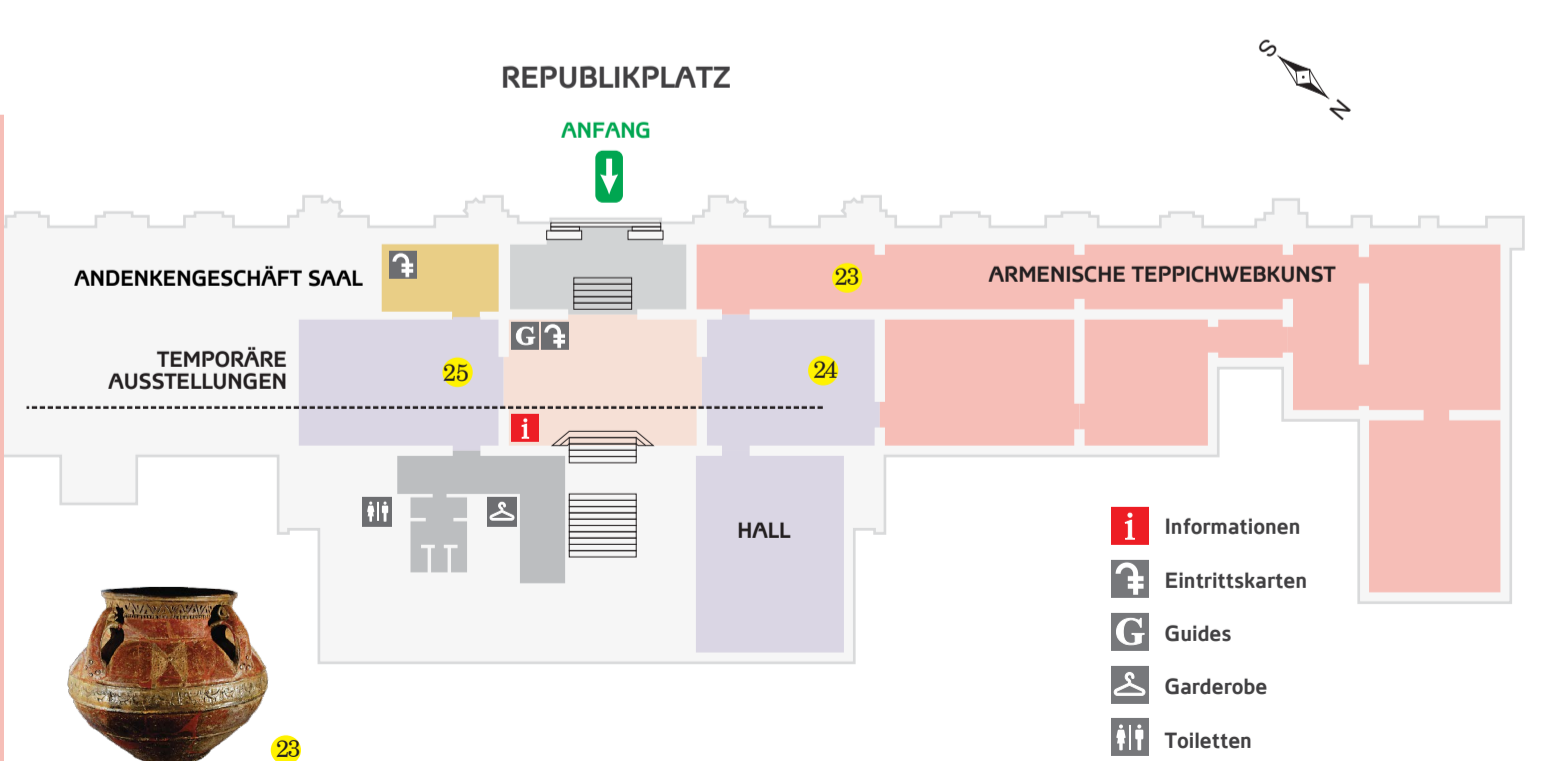 REPUBLIKPLATZ
ANFANG
S
N
ANDENKENGESCHÄFT SAAL
23
ARMENISCHE TEPPICHWEBKUNST
G
TEMPORÄRE
AUSSTELLUNGEN
25
24
i
HALL
i Informationen
Eintrittskarten
G Guides
Garderobe
Toiletten
23